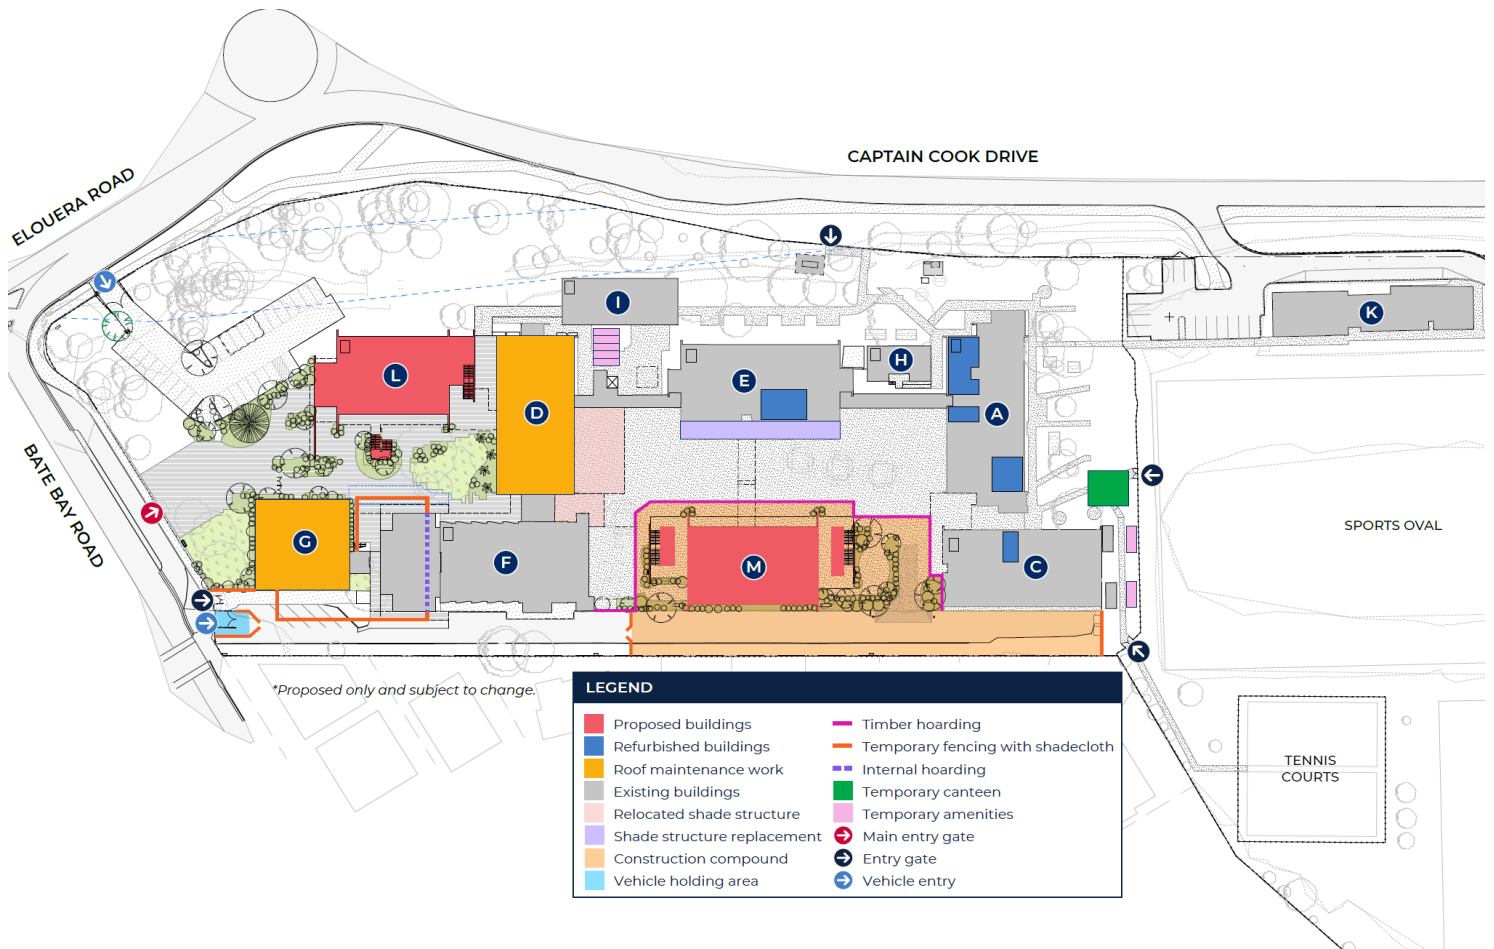 CAPTAIN COOK DRIVE
ELOUERA ROAD
I
K
L
H
E
D
A
BATE BAY ROAD
SPORTS OVAL
G
F
M
C
*Proposed only and subject to change.
LEGEND
Proposed buildings
Refurbished buildings
Roof maintenance work
Existing buildings
Relocated shade structure
Shade structure replacement
Construction compound
Vehicle holding area
Timber hoarding
Temporary fencing with shadecloth
Internal hoarding
Temporary canteen
Temporary amenities
Main entry gate
Entry gate
Vehicle entry
TENNIS
COURTS